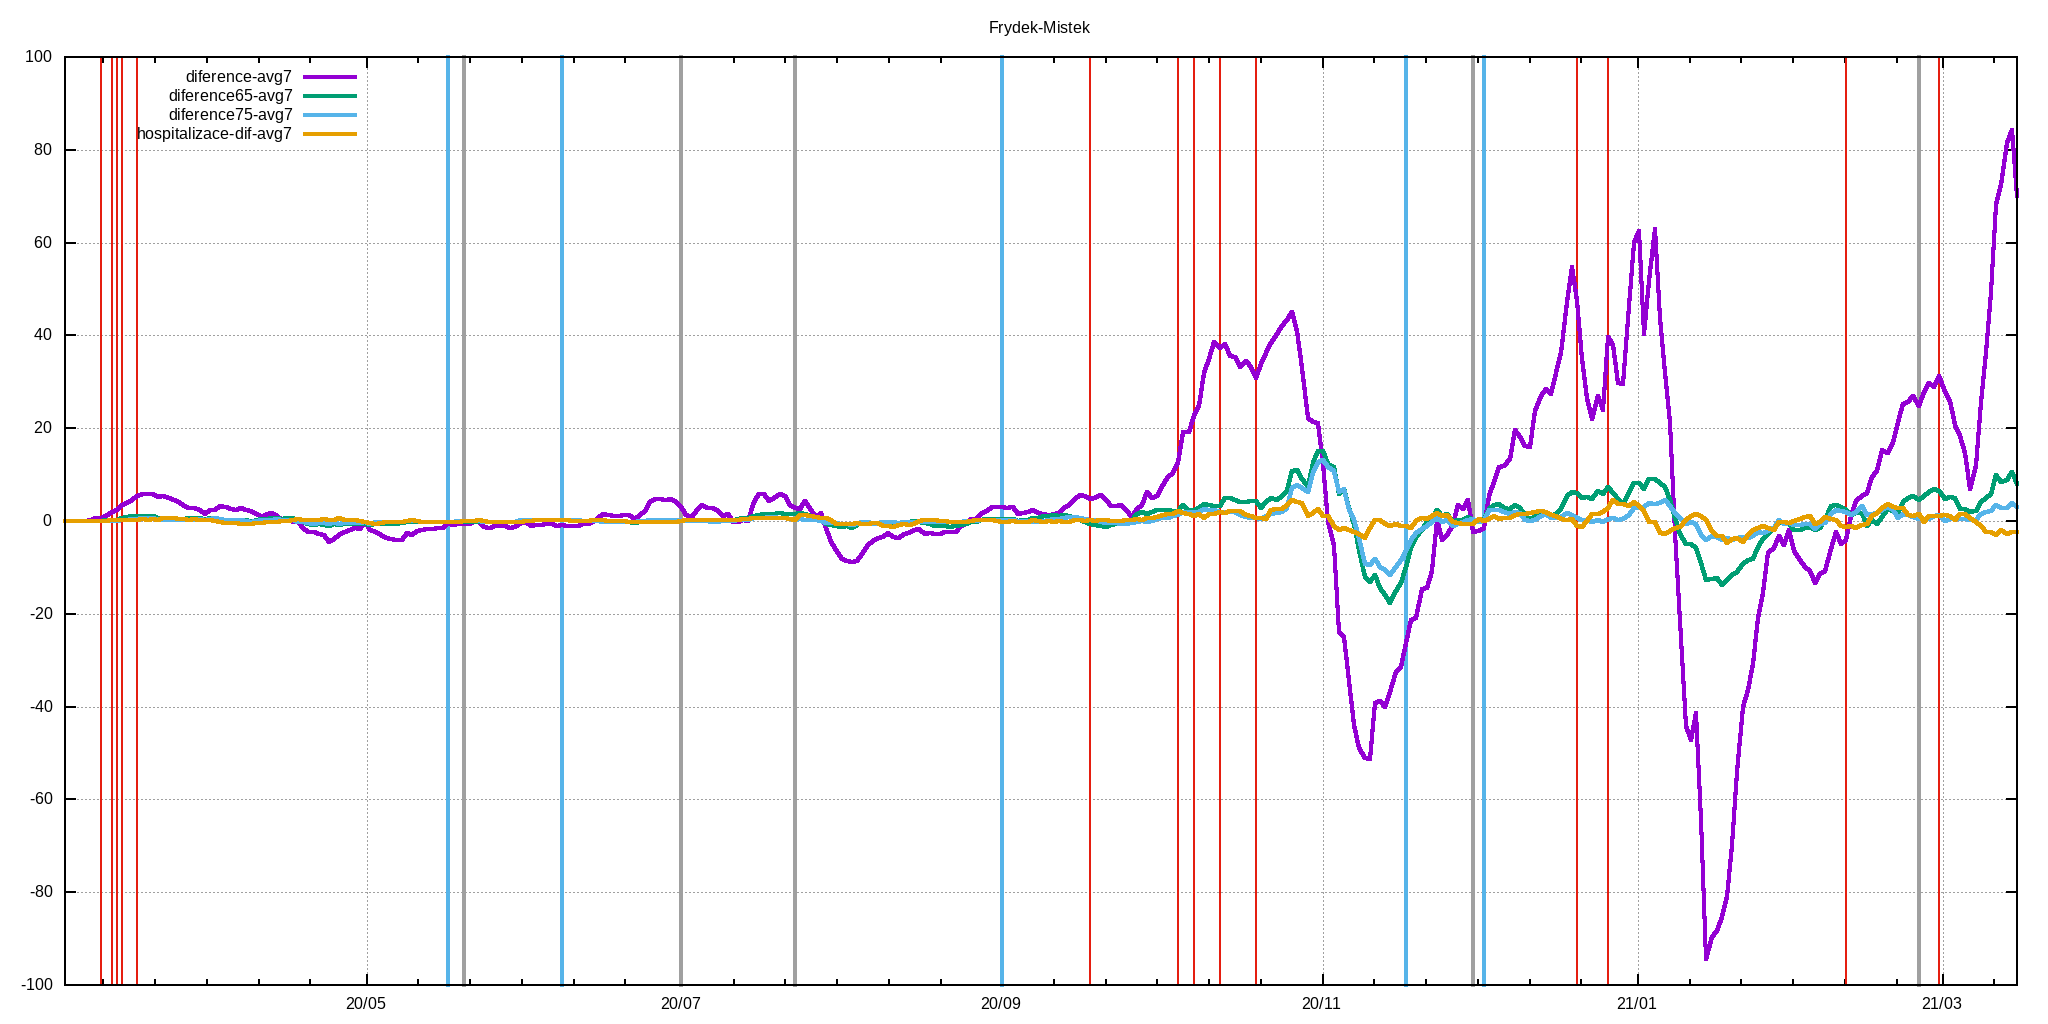 Frydek-Mistek
100
80
60
40
20
0
-20
-40
-60
-80
-100
diference-avg7
diference65-avg7
diference75-avg7
hospitalizace-dif-avg7
20/05 20/07 20/09 20/11 21/01 21/03